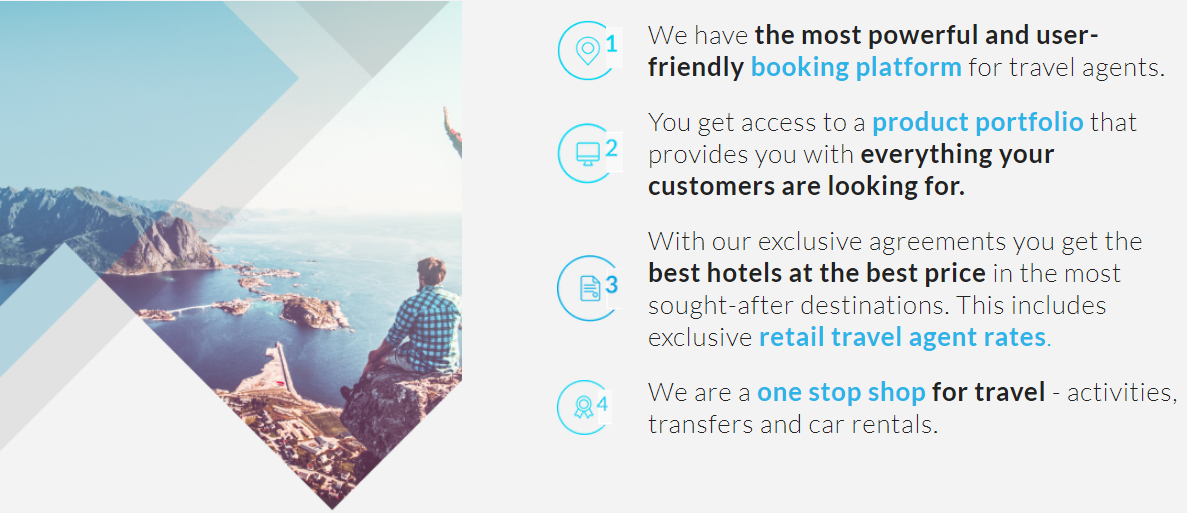 1
We have the most powerful and user-
friendly booking platform for travel agents.
2
You get access to a product portfolio that
provides you with everything your
customers are looking for.
3
With our exclusive agreements you get the
best hotels at the best price in the most
sought-after destinations. This includes
exclusive retail travel agent rates.
4
We are a one stop shop for travel - activities,
transfers and car rentals.